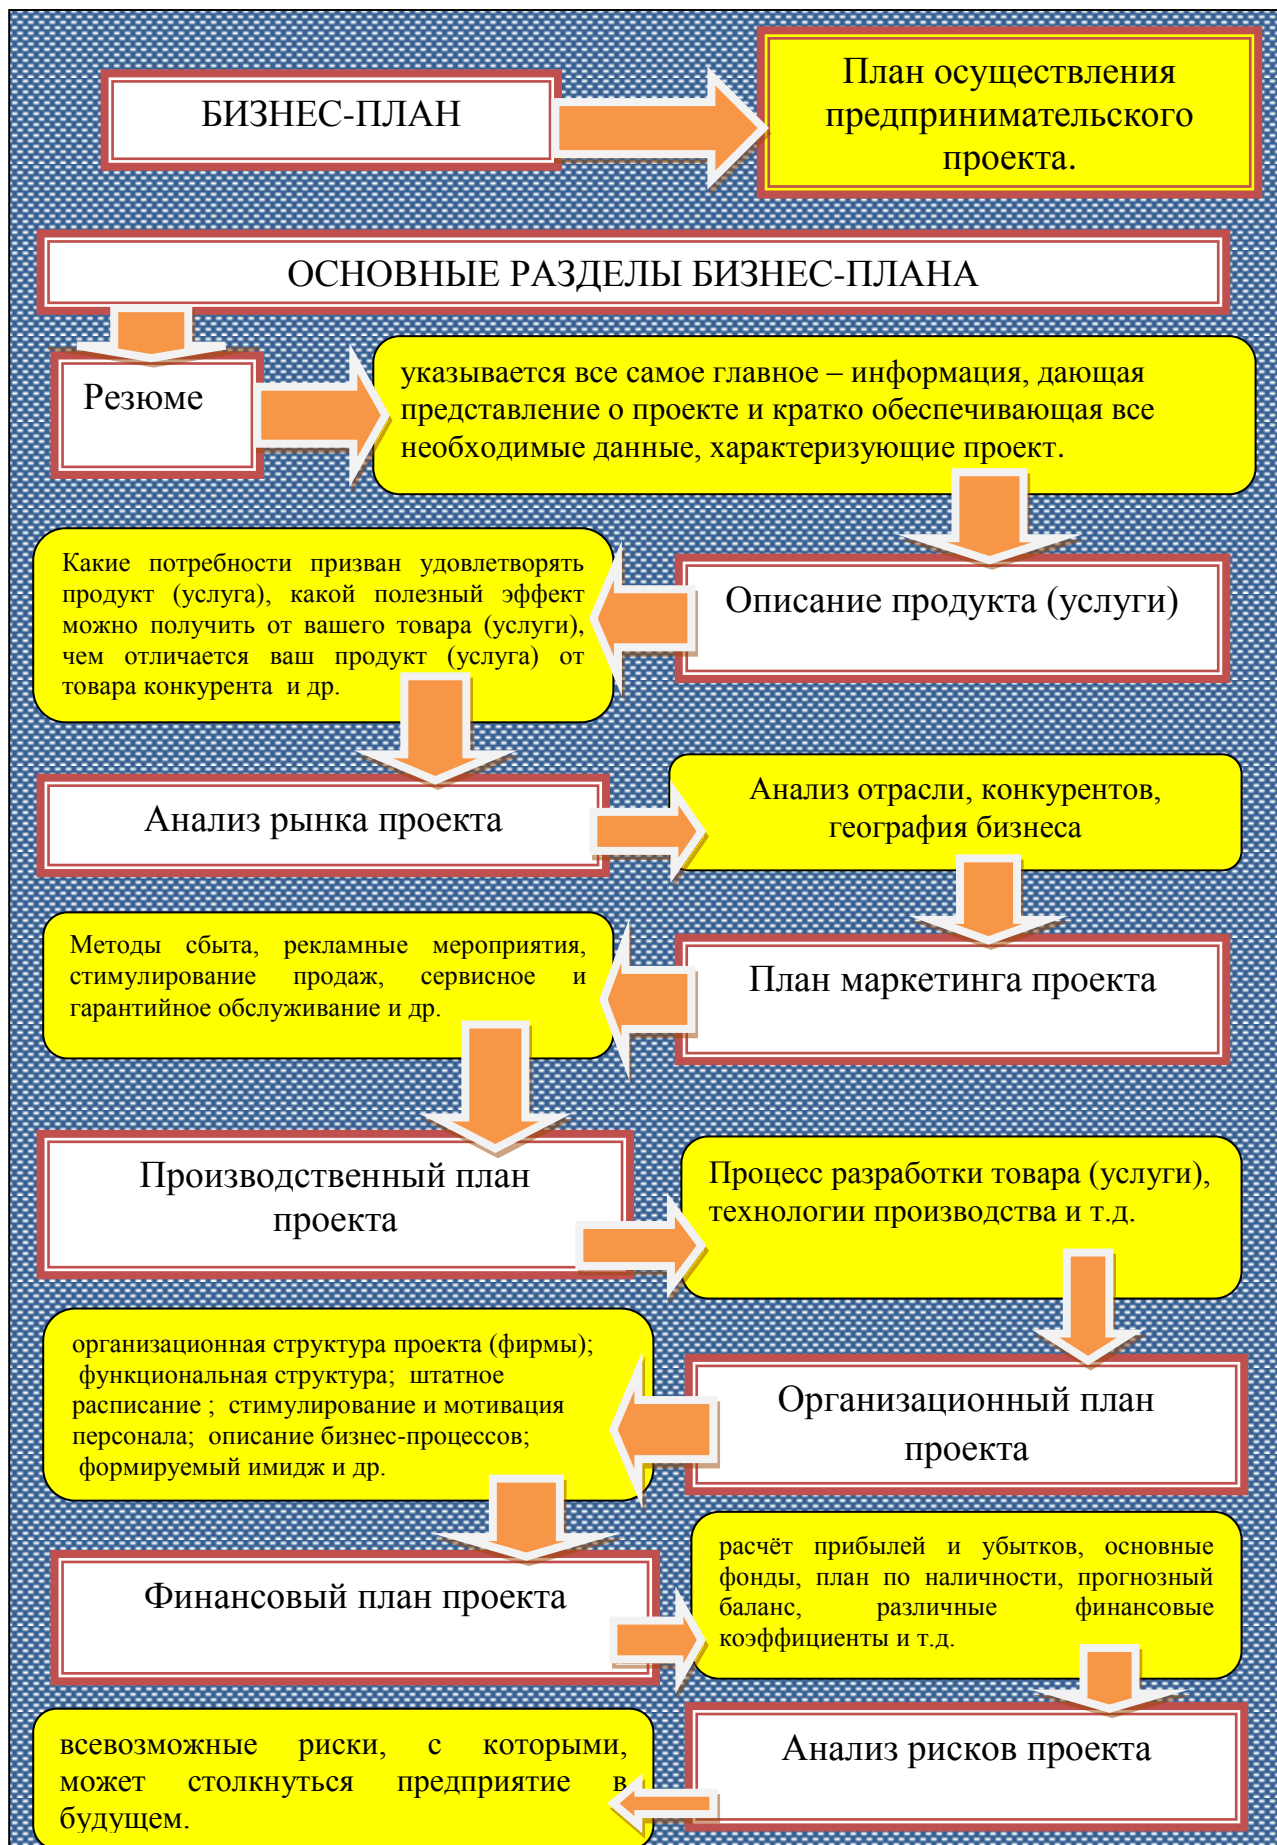 БИЗНЕС-ПЛАН
План осуществления
предпринимательского
проекта.
ОСНОВНЫЕ РАЗДЕЛЫ БИЗНЕС-ПЛАНА
Резюме
указывается все самое главное – информация, дающая
представление о проекте и кратко обеспечивающая все
необходимые данные, характеризующие проект.
Описание продукта (услуги)
Какие потребности призван удовлетворять
продукт (услуга), какой полезный эффект
можно получить от вашего товара (услуги),
чем отличается ваш продукт (услуга) от
товара конкурента и др.
Анализ рынка проекта
Анализ отрасли, конкурентов,
география бизнеса
План маркетинга проекта
Методы сбыта, рекламные мероприятия,
стимулирование продаж, сервисное и
гарантийное обслуживание и др.
Производственный план
проекта
Процесс разработки товара (услуги),
технологии производства и т.д.
Организационный план
проекта
организационная структура проекта (фирмы);
функциональная структура; штатное
расписание ; стимулирование и мотивация
персонала; описание бизнес-процессов;
формируемый имидж и др.
Финансовый план проекта
расчёт прибылей и убытков, основные
фонды, план по наличности, прогнозный
баланс, различные финансовые
коэффициенты и т.д.
Анализ рисков проекта
всевозможные риски, с которыми,
может столкнуться предприятие в
будущем.